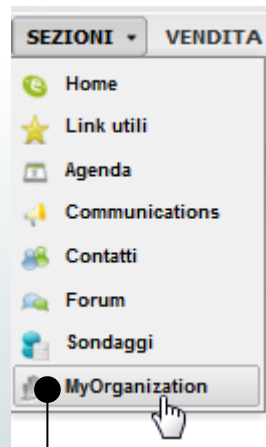 SEZIONI VENDITA
Home
Link utili
Agenda
Communications
Contatti
Forum
Sondaggi
MyOrganization